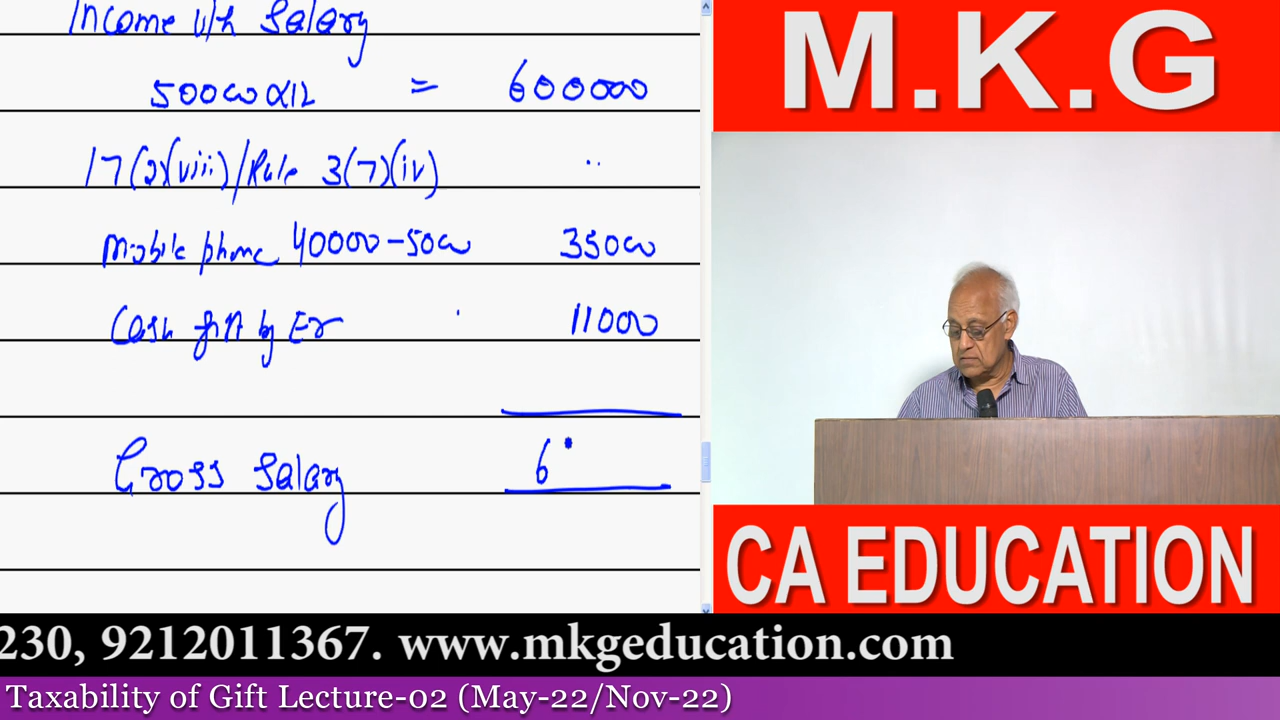 Income u/h Salary
50000x12 = 600000
17(2)(viii)/Rule 3(7)(iv)
Mobile phone 40000-5000 35000
Cash gift by Er 11000
Gross Salary 6
M.K.G
CA EDUCATION
230, 9212011367. www.mkgeducation.com
Taxability of Gift Lecture-02 (May-22/Nov-22)